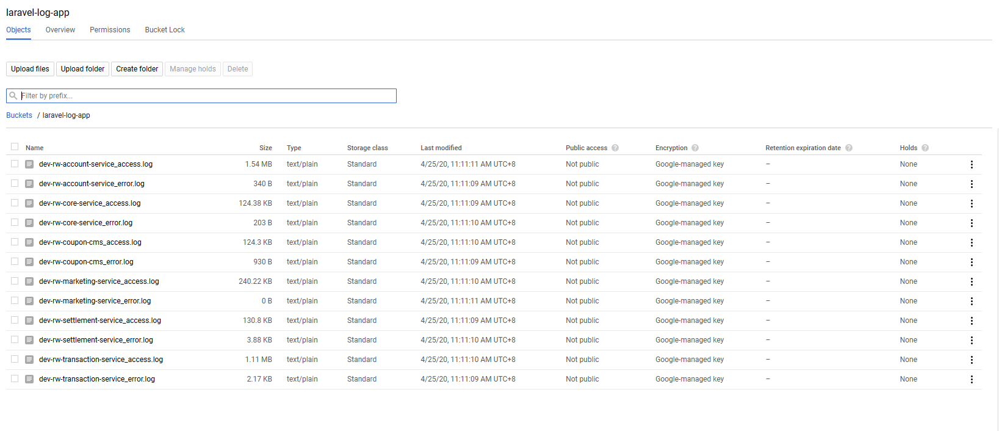 laravel-log-app
Objects Overview Permissions Bucket Lock
Upload files Upload folder Create folder Manage holds Delete
Filter by prefix...
Buckets / laravel-log-app
Name Size Type Storage class Last modified Public access ? Encryption ? Retention expiration date ? Holds ?
dev-rw-account-service_access.log 1.54 MB text/plain Standard 4/25/20, 11:11:11 AM UTC+8 Not public Google-managed key – None
dev-rw-account-service_error.log 340 B text/plain Standard 4/25/20, 11:11:09 AM UTC+8 Not public Google-managed key – None
dev-rw-core-service_access.log 124.38 KB text/plain Standard 4/25/20, 11:11:09 AM UTC+8 Not public Google-managed key – None
dev-rw-core-service_error.log 203 B text/plain Standard 4/25/20, 11:11:10 AM UTC+8 Not public Google-managed key – None
dev-rw-coupon-cms_access.log 124.3 KB text/plain Standard 4/25/20, 11:11:10 AM UTC+8 Not public Google-managed key – None
dev-rw-coupon-cms_error.log 930 B text/plain Standard 4/25/20, 11:11:09 AM UTC+8 Not public Google-managed key – None
dev-rw-marketing-service_access.log 240.22 KB text/plain Standard 4/25/20, 11:11:10 AM UTC+8 Not public Google-managed key – None
dev-rw-marketing-service_error.log 0 B text/plain Standard 4/25/20, 11:11:11 AM UTC+8 Not public Google-managed key – None
dev-rw-settlement-service_access.log 130.8 KB text/plain Standard 4/25/20, 11:11:09 AM UTC+8 Not public Google-managed key – None
dev-rw-settlement-service_error.log 3.88 KB text/plain Standard 4/25/20, 11:11:10 AM UTC+8 Not public Google-managed key – None
dev-rw-transaction-service_access.log 1.11 MB text/plain Standard 4/25/20, 11:11:10 AM UTC+8 Not public Google-managed key – None
dev-rw-transaction-service_error.log 2.17 KB text/plain Standard 4/25/20, 11:11:09 AM UTC+8 Not public Google-managed key – None